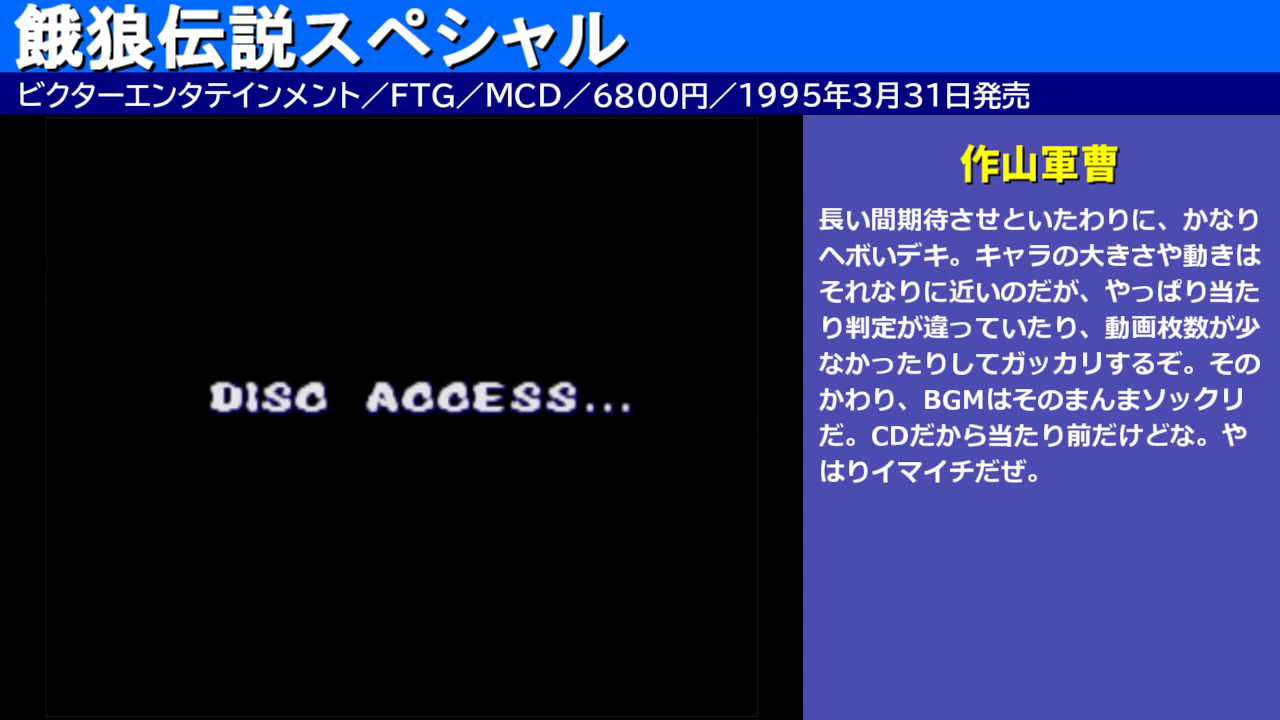 餓狼伝説スペシャル
ビクターエンタテインメント／FTG／MCD／6800円／1995年3月31日発売
DISC ACCESS...
作山軍曹
長い間期待させといたわりに、かなり
ヘボいデキ。キャラの大きさや動きは
それなりに近いのだが、やっぱり当た
り判定が違っていたり、動画枚数が少
なかったりしてガッカリするぞ。その
かわり、BGMはそのまんまソックリ
だ。CDだから当たり前だけどな。や
はりイマイチだぜ。